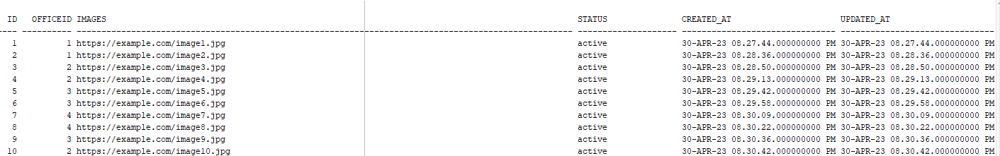 ID OFFICEID IMAGES STATUS CREATED_AT UPDATED_AT
---- ---------- ---------------------------------------------------------------------------------------------------- -------------------- ------------------------------- -------------------------------
1 1 https://example.com/image1.jpg active 30-APR-23 08.27.44.000000000 PM 30-APR-23 08.27.44.000000000 PM
2 1 https://example.com/image2.jpg active 30-APR-23 08.28.36.000000000 PM 30-APR-23 08.28.36.000000000 PM
3 2 https://example.com/image3.jpg active 30-APR-23 08.28.50.000000000 PM 30-APR-23 08.28.50.000000000 PM
4 2 https://example.com/image4.jpg active 30-APR-23 08.29.13.000000000 PM 30-APR-23 08.29.13.000000000 PM
5 3 https://example.com/image5.jpg active 30-APR-23 08.29.42.000000000 PM 30-APR-23 08.29.42.000000000 PM
6 3 https://example.com/image6.jpg active 30-APR-23 08.29.58.000000000 PM 30-APR-23 08.29.58.000000000 PM
7 4 https://example.com/image7.jpg active 30-APR-23 08.30.09.000000000 PM 30-APR-23 08.30.09.000000000 PM
8 4 https://example.com/image8.jpg active 30-APR-23 08.30.22.000000000 PM 30-APR-23 08.30.22.000000000 PM
9 3 https://example.com/image9.jpg active 30-APR-23 08.30.36.000000000 PM 30-APR-23 08.30.36.000000000 PM
10 2 https://example.com/image10.jpg active 30-APR-23 08.30.42.000000000 PM 30-APR-23 08.30.42.000000000 PM